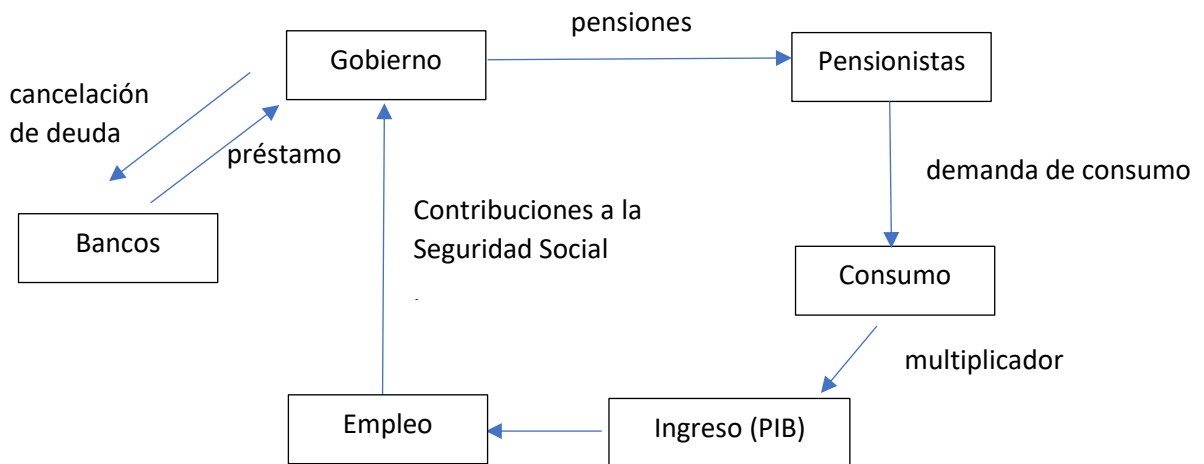 pensiones
Gobierno
Pensionistas
cancelación
de deuda
préstamo
demanda de consumo
Contribuciones a la
Seguridad Social
.
Bancos
Consumo
multiplicador
Empleo
Ingreso (PIB)